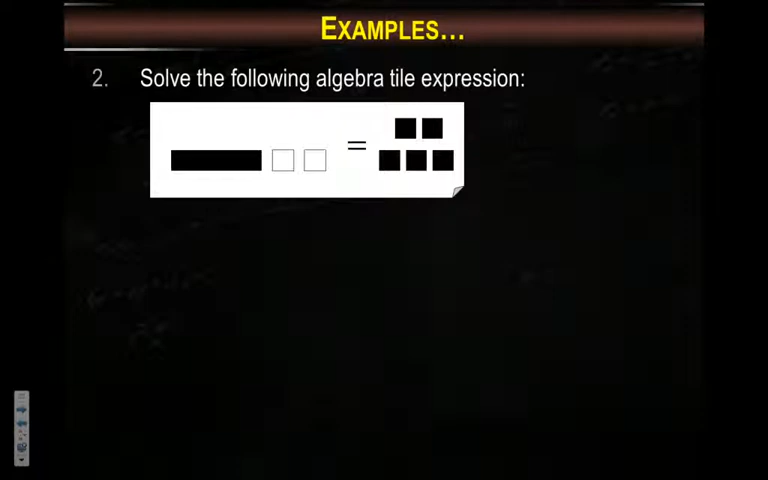 EXAMPLES…
2. Solve the following algebra tile expression:
=